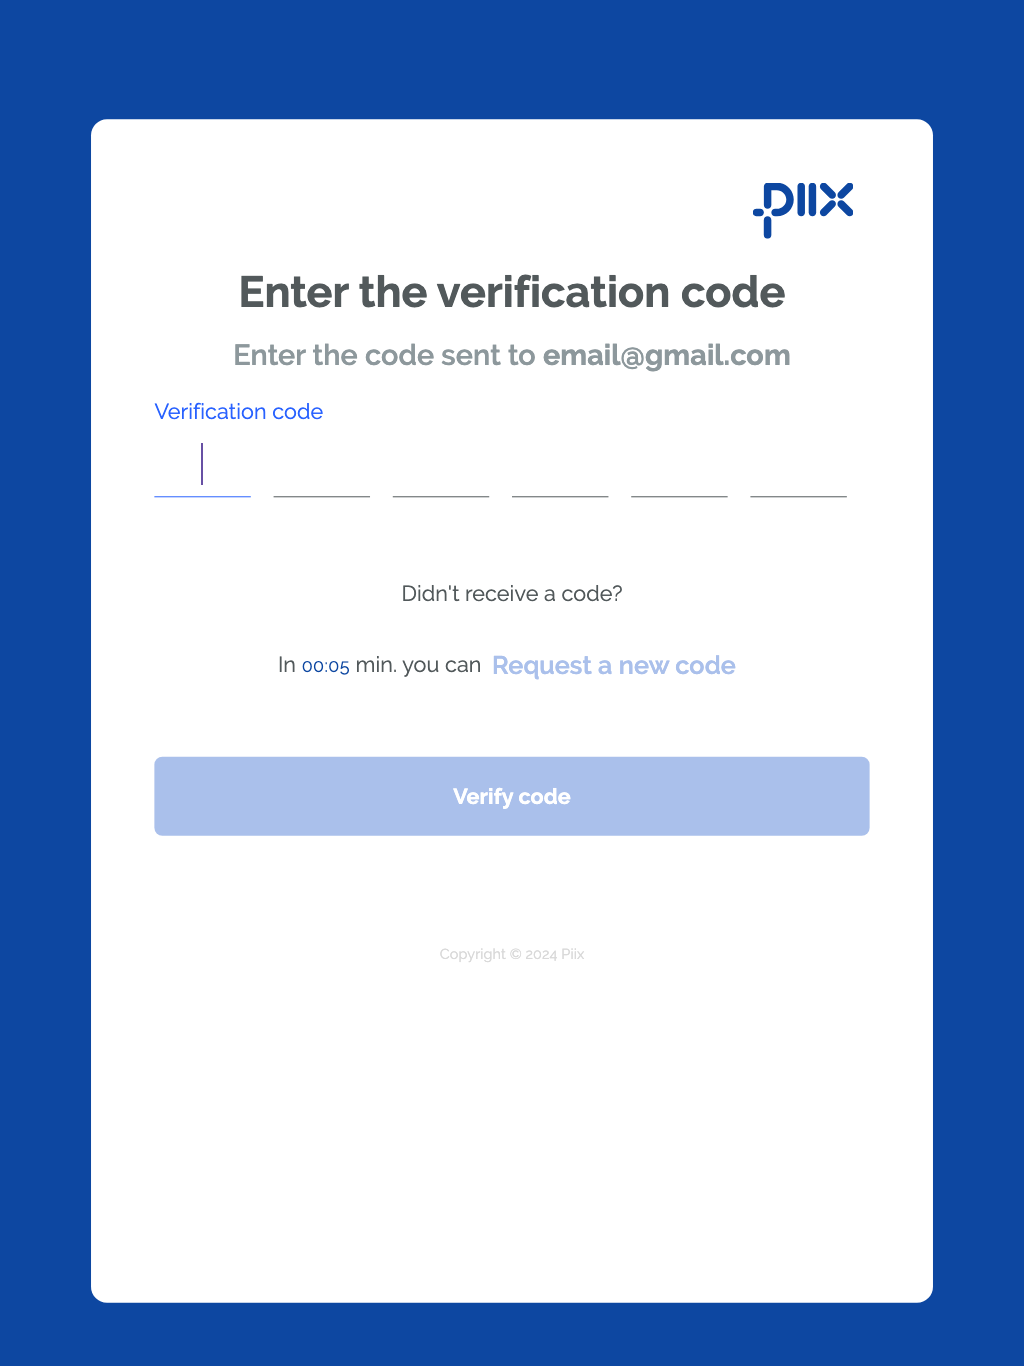 piix
Enter the verification code
Enter the code sent to email@gmail.com
Verification code
Didn't receive a code?
In 00:05 min. you can Request a new code
Verify code
Copyright © 2024 Piix